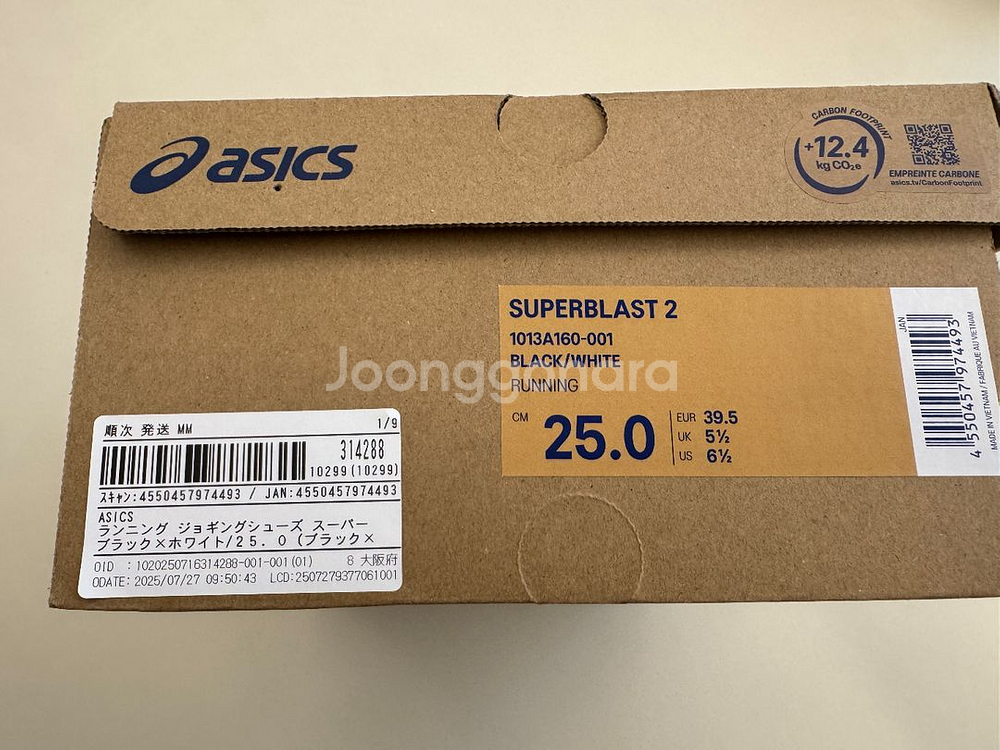 asics
CARBON FOOTPRINT
+12.4
kg CO₂e
EMPREINTE CARBONE
asics.tv/CarbonFootprint
SUPERBLAST 2
1013A160-001
BLACK/WHITE
RUNNING
CM 25.0
EUR 39.5
UK 5½
US 6½
JAN
4 550457 974493
MADE IN VIETNAM / FABRIQUÉ AU VIETNAM
Joonggonara
順次 発送 MM 1/9
314288
10299(10299)
スキャン:4550457974493 / JAN:4550457974493
ASICS
ランニング ジョギングシューズ スーパー
ブラック×ホワイト/25.0(ブラック×
OID :1020250716314288-001-001(01) 8 大阪府
ODATE: 2025/07/27 09:50:43 LCD:2507279377061001